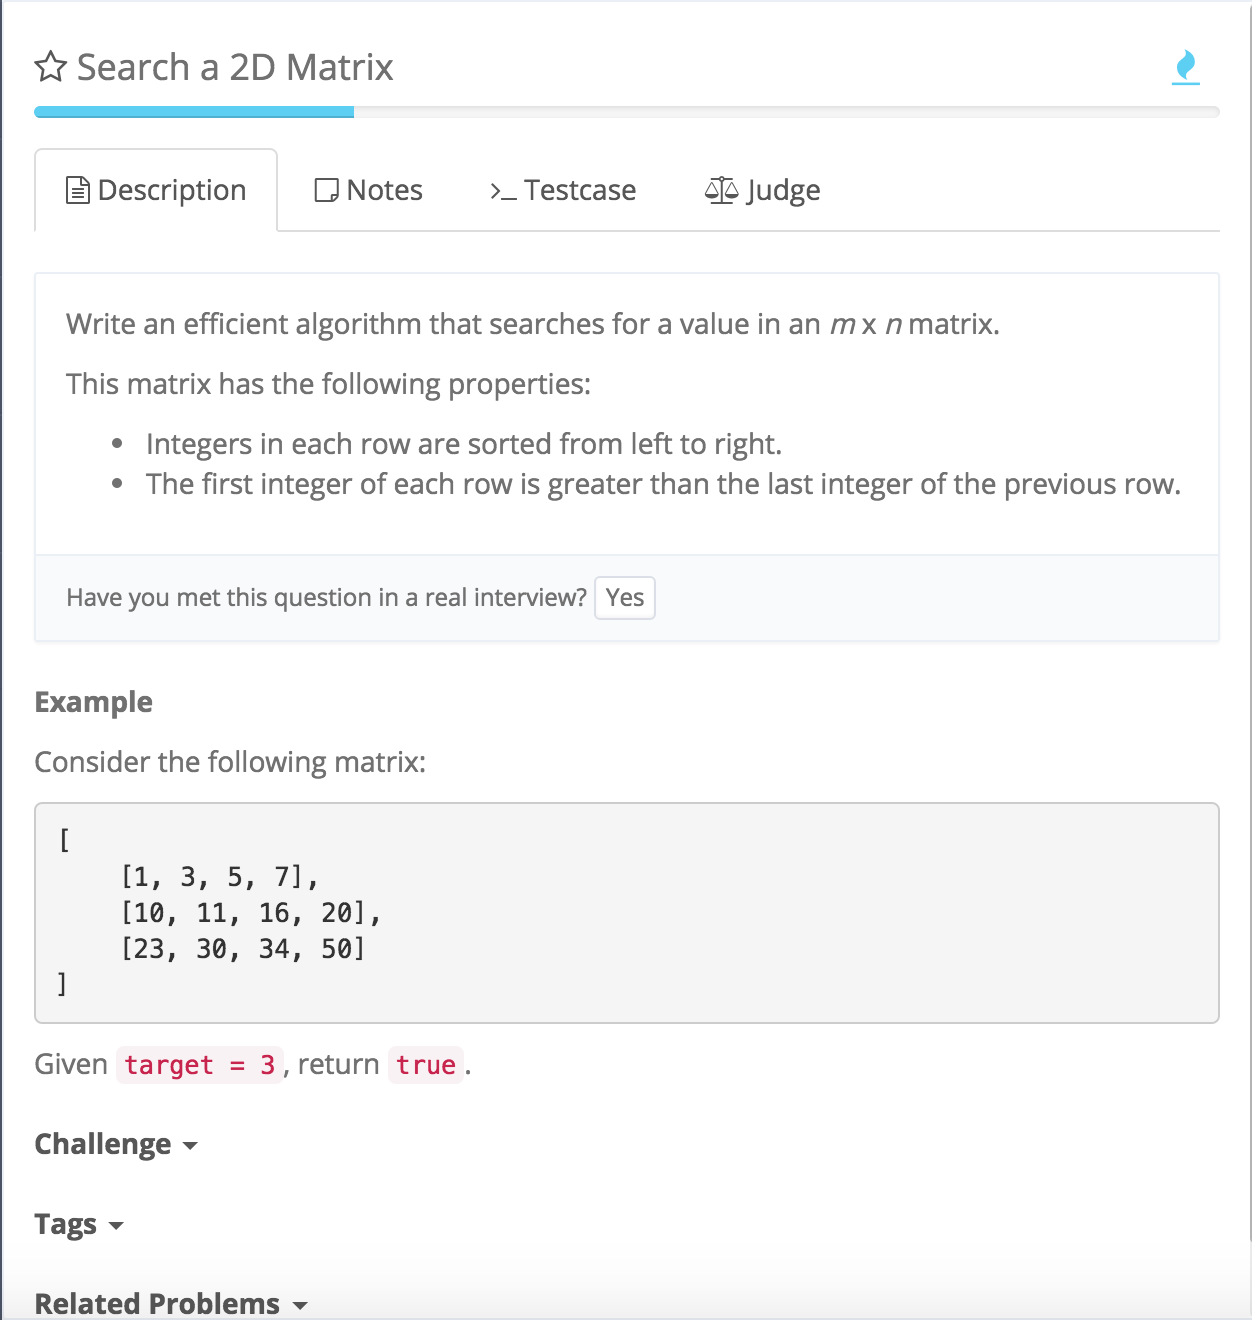 Search a 2D Matrix
Description
Notes
>_ Testcase
Judge
Write an efficient algorithm that searches for a value in an m x n matrix.
This matrix has the following properties:
• Integers in each row are sorted from left to right.
• The first integer of each row is greater than the last integer of the previous row.
Have you met this question in a real interview? Yes
Example
Consider the following matrix:
[
    [1, 3, 5, 7],
    [10, 11, 16, 20],
    [23, 30, 34, 50]
]
Given target = 3, return true.
Challenge
Tags
Related Problems